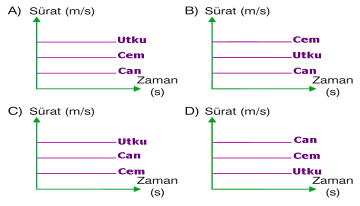 A) Sürat (m/s)
Utku
Cem
Can
Zaman
(s)
B) Sürat (m/s)
Cem
Utku
Can
Zaman
(s)
C) Sürat (m/s)
Utku
Can
Cem
Zaman
(s)
D) Sürat (m/s)
Can
Cem
Utku
Zaman
(s)